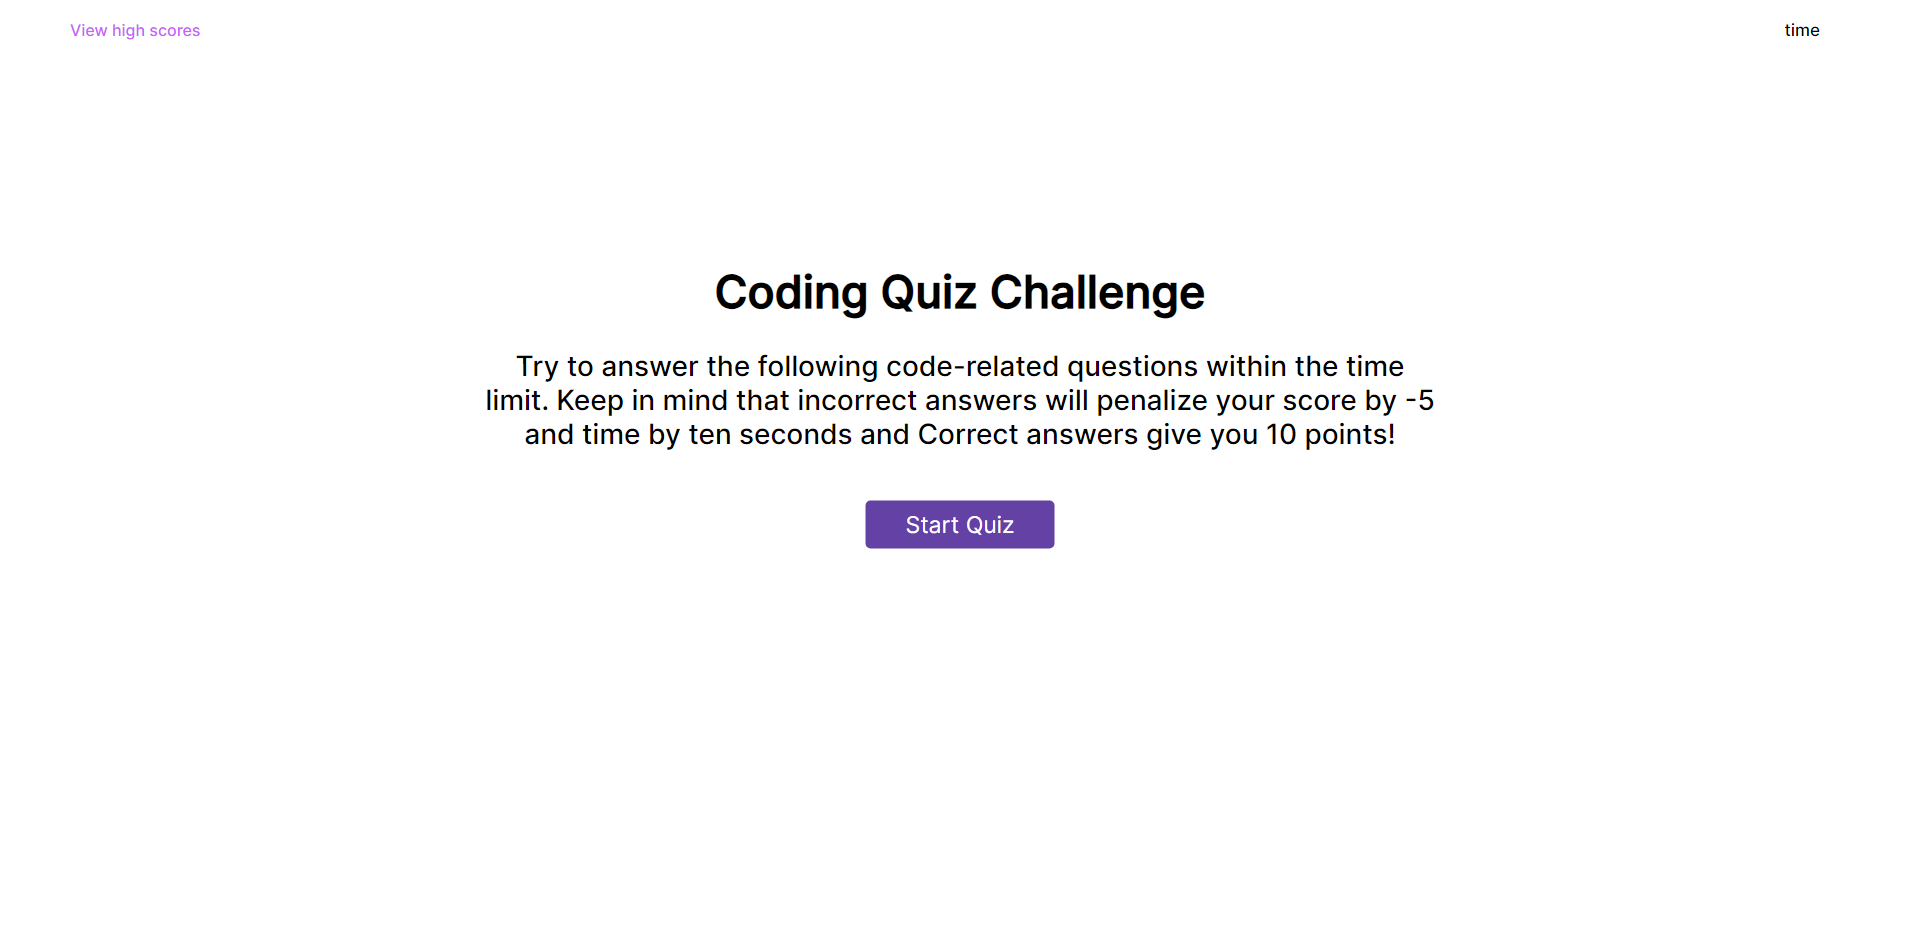 View high scores
time
Coding Quiz Challenge
Try to answer the following code-related questions within the time
limit. Keep in mind that incorrect answers will penalize your score by -5
and time by ten seconds and Correct answers give you 10 points!
Start Quiz